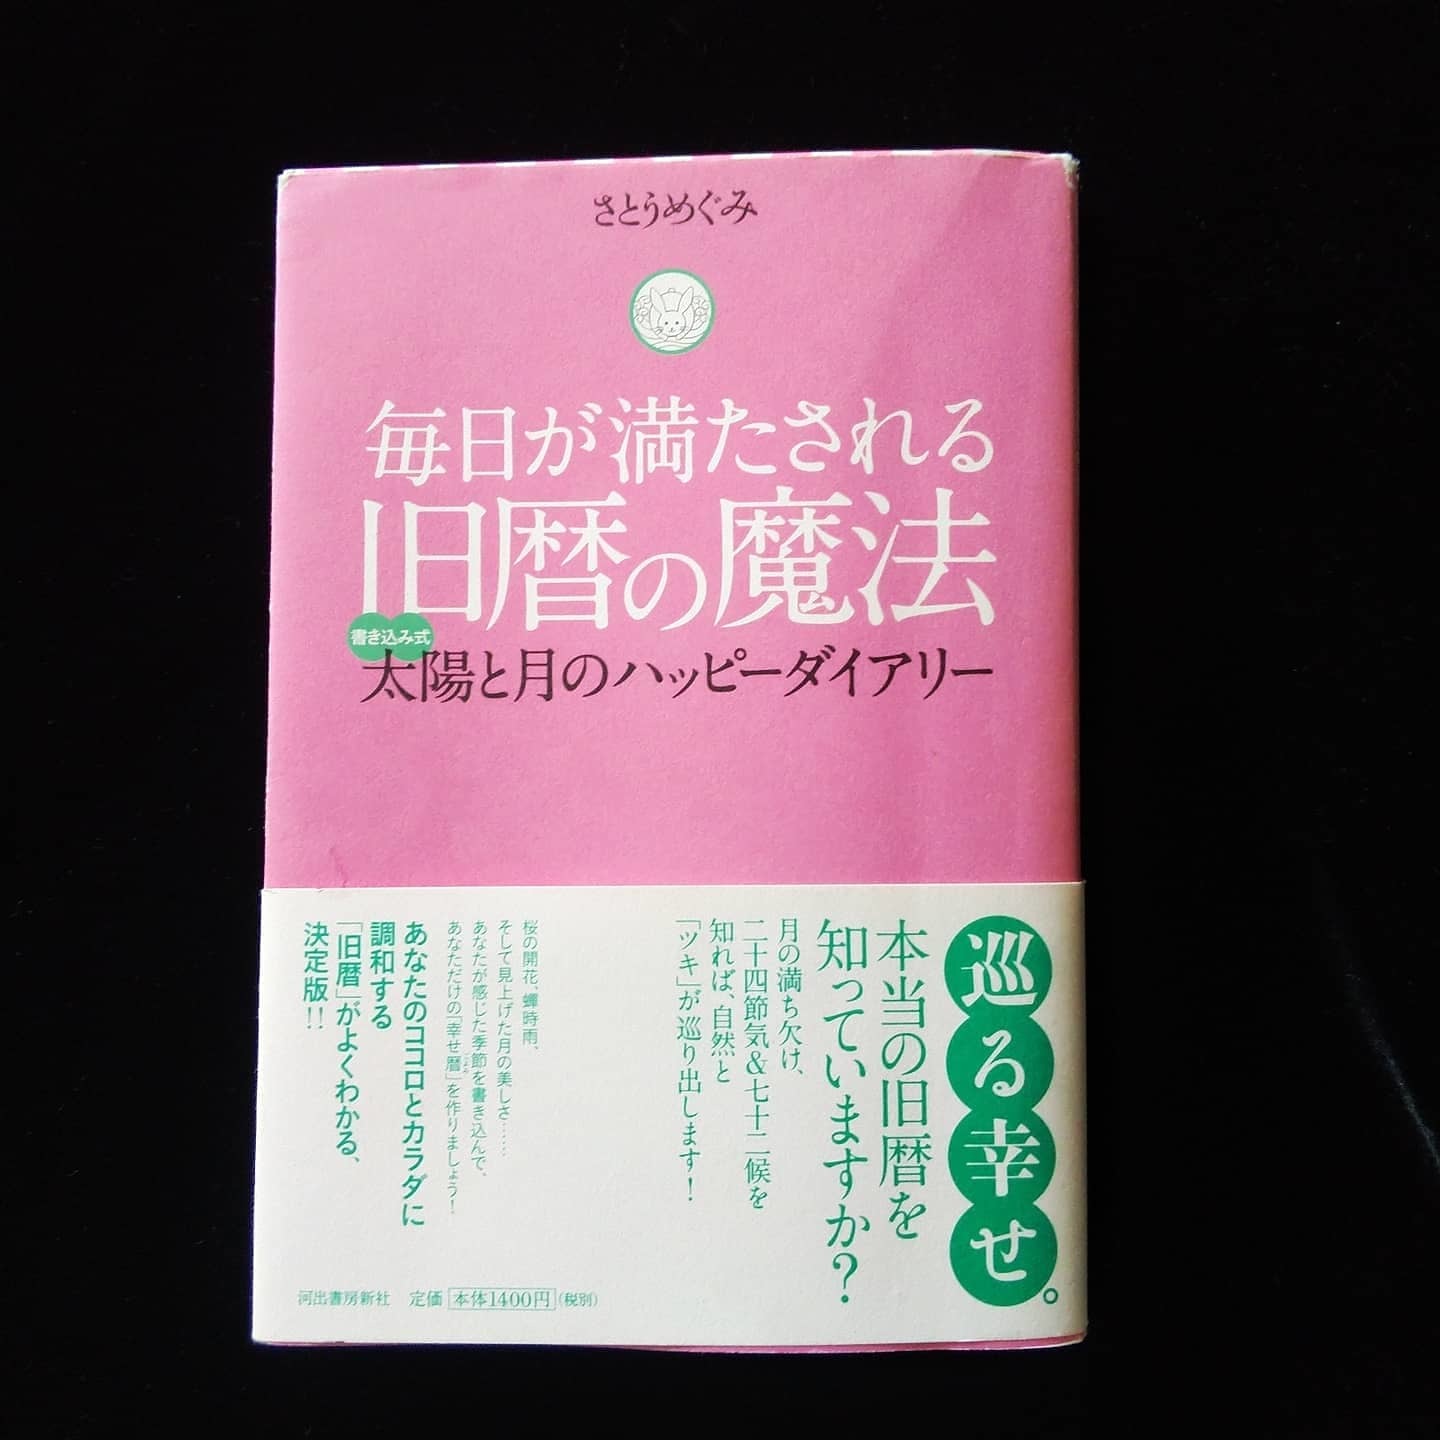 さとうめぐみ
毎日が満たされる
旧暦の魔法
書き込み式
太陽と月のハッピーダイアリー
巡る幸せ。
本当の旧暦を
知っていますか?
月の満ち欠け、
二十四節気&七十二候を
知れば、自然と
「ツキ」が巡り出します!
桜の開花、蟬時雨、
そして見上げた月の美しさ……
あなたが感じた季節を書き込んで、
あなただけの「幸せ暦」を作りましょう!
こよみ
あなたのココロとカラダに
調和する
「旧暦」がよくわかる、
決定版!!
河出書房新社 定価 本体1400円(税別)